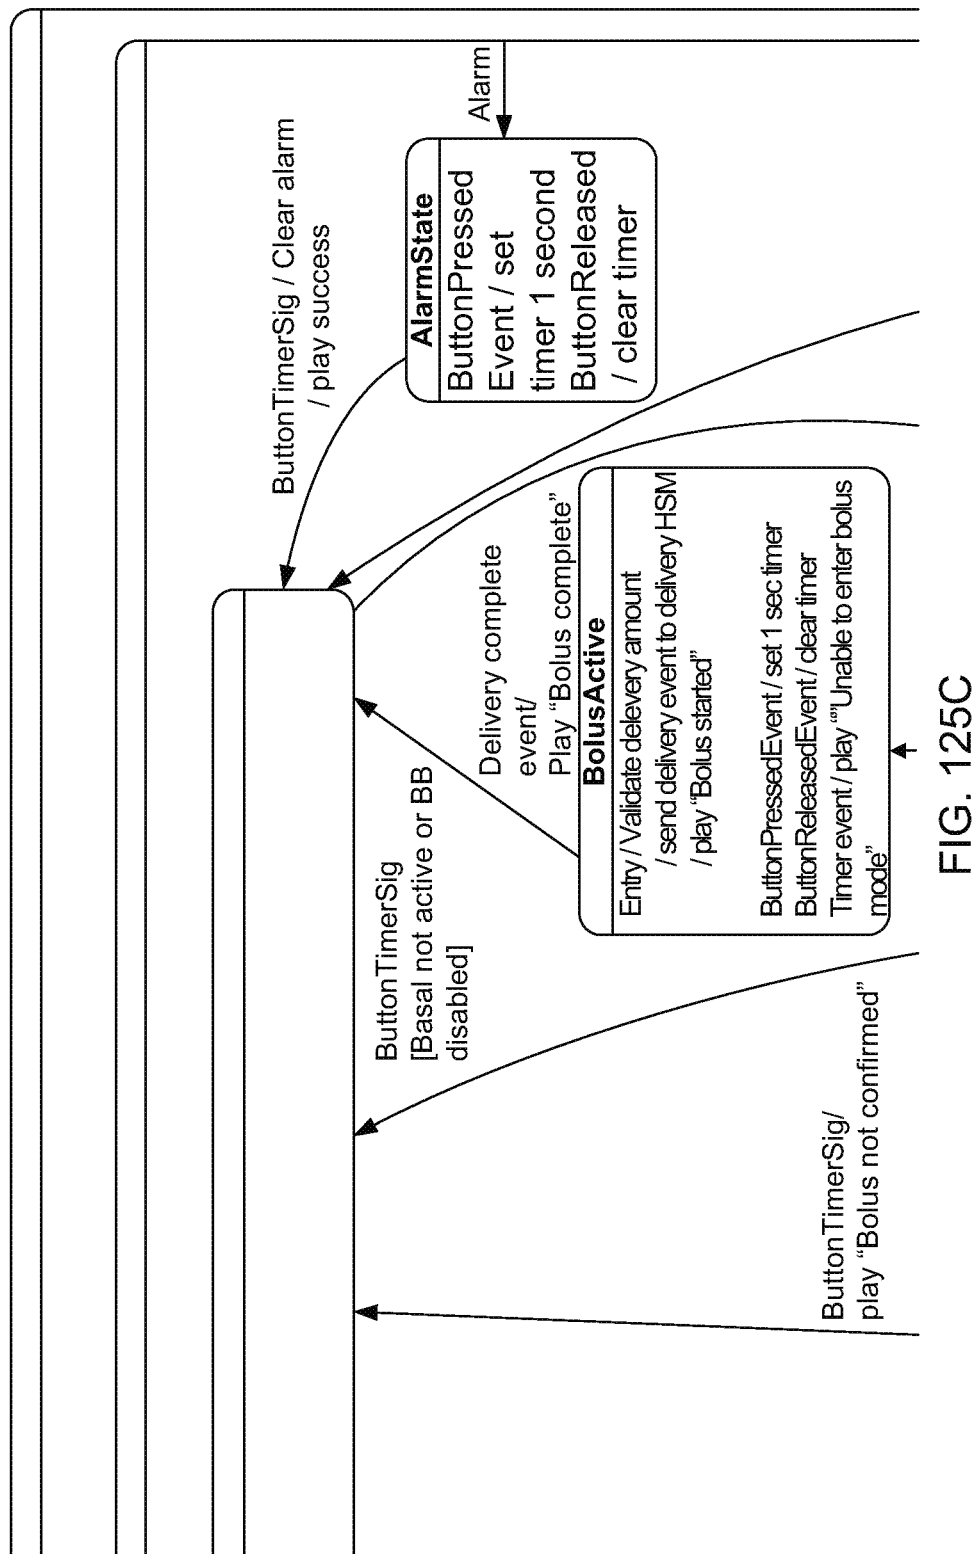 ButtonTimerSig / Clear alarm
/ play success
Alarm
AlarmState
ButtonPressed
Event / set
timer 1 second
ButtonReleased
/ clear timer
Delivery complete
event/
Play “Bolus complete”
BolusActive
Entry / Validate delevery amount
/ send delivery event to delivery HSM
/ play “Bolus started”
ButtonPressedEvent / set 1 sec timer
ButtonReleasedEvent / clear timer
Timer event / play “”Unable to enter bolus
mode”
ButtonTimerSig
[Basal not active or BB
disabled]
ButtonTimerSig/
play “Bolus not confirmed”
FIG. 125C